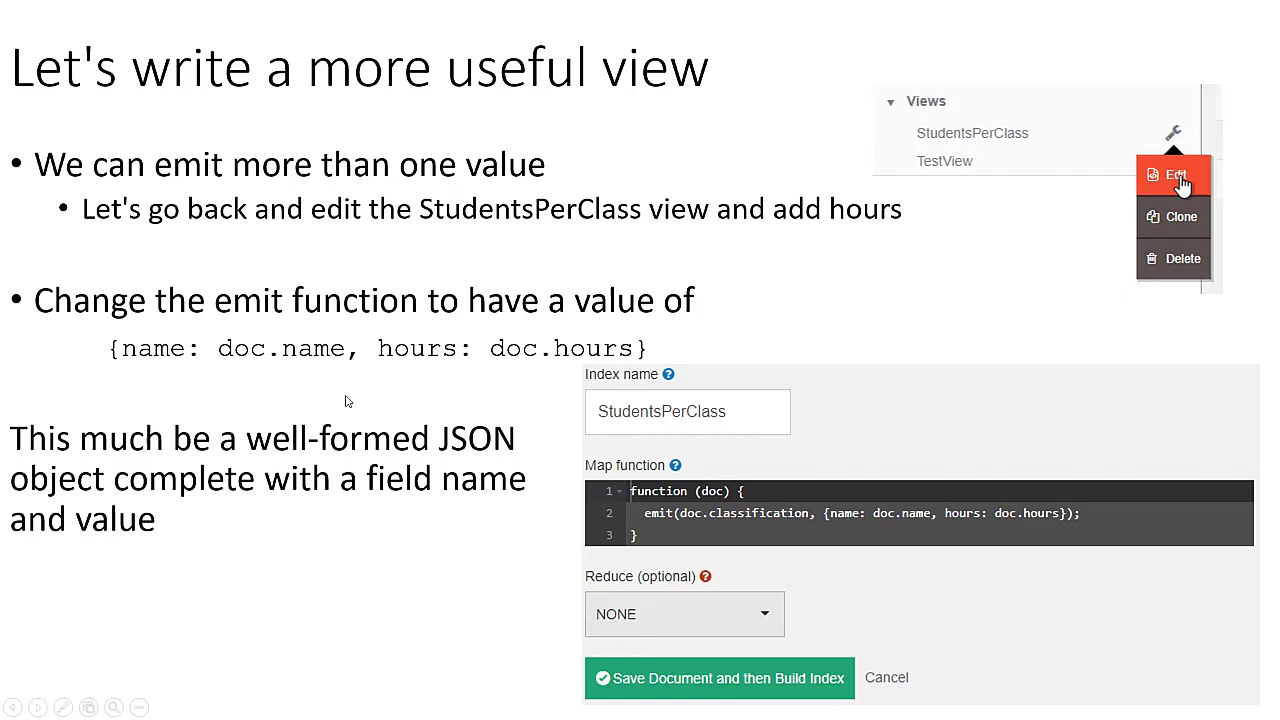 Let's write a more useful view
• We can emit more than one value
• Let's go back and edit the StudentsPerClass view and add hours
• Change the emit function to have a value of
{name: doc.name, hours: doc.hours}
This much be a well-formed JSON
object complete with a field name
and value
Views
StudentsPerClass
TestView
Edit
Clone
Delete
Index name
StudentsPerClass
Map function
1 function (doc) {
2 emit(doc.classification, {name: doc.name, hours: doc.hours});
3 }
Reduce (optional)
NONE
Save Document and then Build Index Cancel